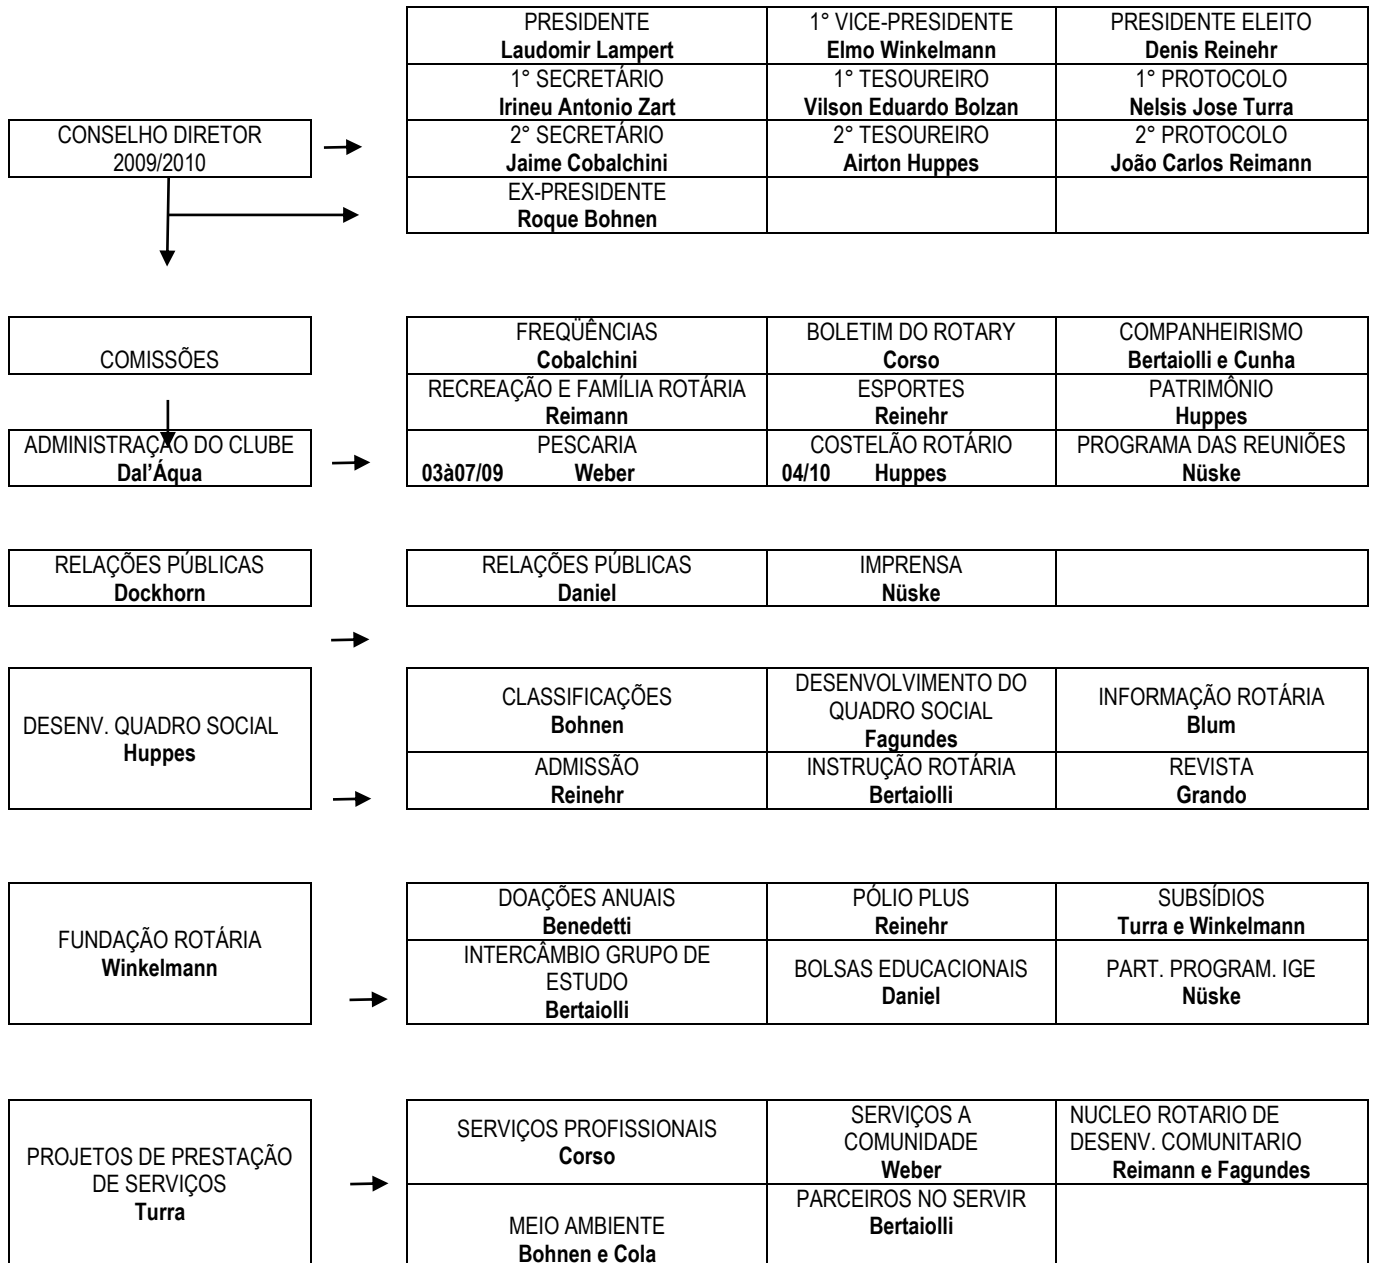 PRESIDENTE
Laudomir Lampert
1° VICE-PRESIDENTE
Elmo Winkelmann
PRESIDENTE ELEITO
Denis Reinehr
1° SECRETÁRIO
Irineu Antonio Zart
1° TESOUREIRO
Vilson Eduardo Bolzan
1° PROTOCOLO
Nelsis Jose Turra
CONSELHO DIRETOR
2009/2010
2° SECRETÁRIO
Jaime Cobalchini
2° TESOUREIRO
Airton Huppes
2° PROTOCOLO
João Carlos Reimann
EX-PRESIDENTE
Roque Bohnen
COMISSÕES
FREQÜÊNCIAS
Cobalchini
BOLETIM DO ROTARY
Corso
COMPANHEIRISMO
Bertaiolli e Cunha
RECREAÇÃO E FAMÍLIA ROTÁRIA
Reimann
ESPORTES
Reinehr
PATRIMÔNIO
Huppes
ADMINISTRAÇÃO DO CLUBE
Dal'Áqua
PESCARIA
03à07/09 Weber
COSTELÃO ROTÁRIO
04/10 Huppes
PROGRAMA DAS REUNIÕES
Nüske
RELAÇÕES PÚBLICAS
Dockhorn
RELAÇÕES PÚBLICAS
Daniel
IMPRENSA
Nüske
DESENV. QUADRO SOCIAL
Huppes
CLASSIFICAÇÕES
Bohnen
DESENVOLVIMENTO DO
QUADRO SOCIAL
Fagundes
INFORMAÇÃO ROTÁRIA
Blum
ADMISSÃO
Reinehr
INSTRUÇÃO ROTÁRIA
Bertaiolli
REVISTA
Grando
FUNDAÇÃO ROTÁRIA
Winkelmann
DOAÇÕES ANUAIS
Benedetti
PÓLIO PLUS
Reinehr
SUBSÍDIOS
Turra e Winkelmann
INTERCÂMBIO GRUPO DE
ESTUDO
Bertaiolli
BOLSAS EDUCACIONAIS
Daniel
PART. PROGRAM. IGE
Nüske
PROJETOS DE PRESTAÇÃO
DE SERVIÇOS
Turra
SERVIÇOS PROFISSIONAIS
Corso
SERVIÇOS A
COMUNIDADE
Weber
NUCLEO ROTARIO DE
DESENV. COMUNITARIO
Reimann e Fagundes
MEIO AMBIENTE
Bohnen e Cola
PARCEIROS NO SERVIR
Bertaiolli